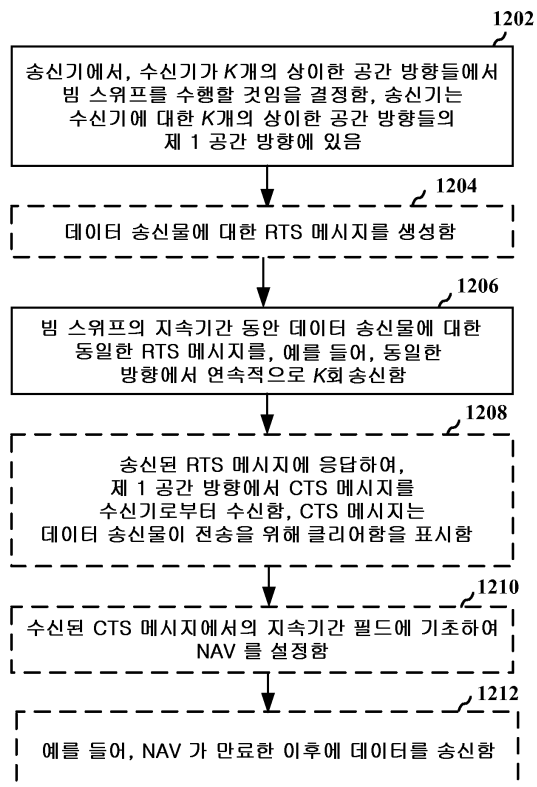 1202
송신기에서, 수신기가 K개의 상이한 공간 방향들에서
빔 스위프를 수행할 것임을 결정함, 송신기는
수신기에 대한 K개의 상이한 공간 방향들의
제 1 공간 방향에 있음
1204
데이터 송신물에 대한 RTS 메시지를 생성함
1206
빔 스위프의 지속기간 동안 데이터 송신물에 대한
동일한 RTS 메시지를, 예를 들어, 동일한
방향에서 연속적으로 K회 송신함
1208
송신된 RTS 메시지에 응답하여,
제 1 공간 방향에서 CTS 메시지를
수신기로부터 수신함, CTS 메시지는
데이터 송신물이 전송을 위해 클리어함을 표시함
1210
수신된 CTS 메시지에서의 지속기간 필드에 기초하여
NAV 를 설정함
1212
예를 들어, NAV 가 만료한 이후에 데이터를 송신함